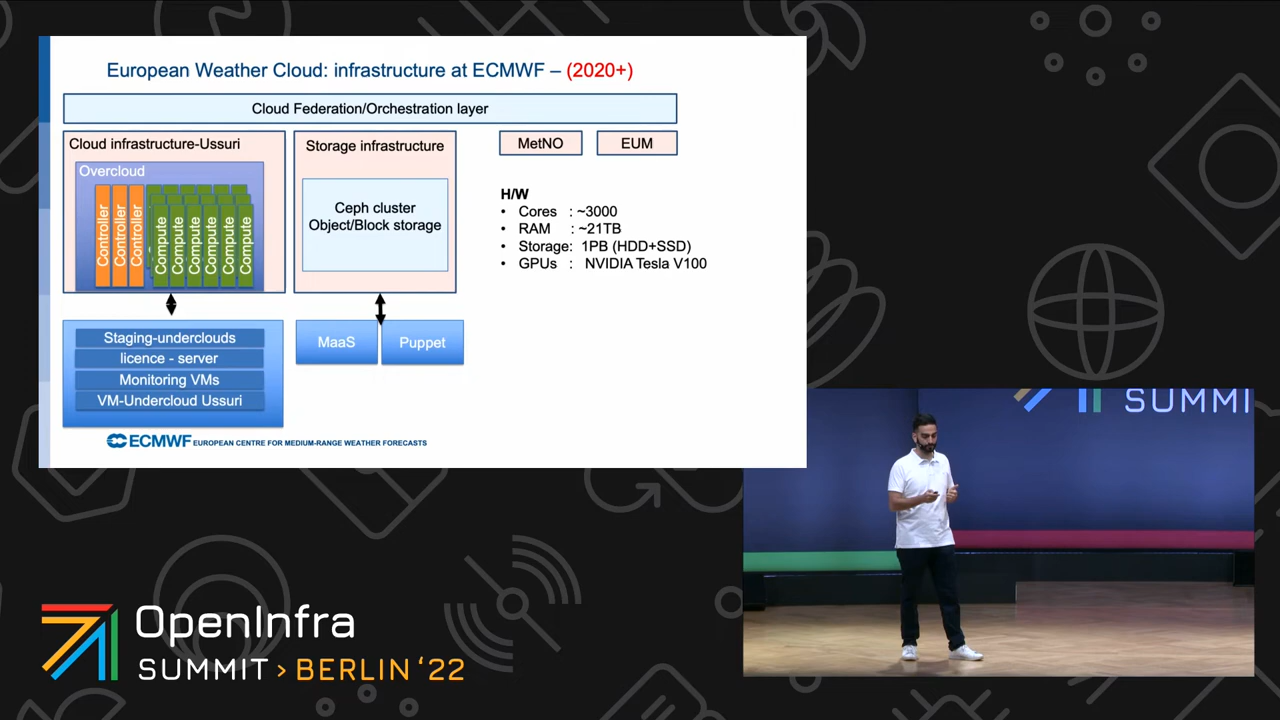 European Weather Cloud: infrastructure at ECMWF – (2020+)
Cloud Federation/Orchestration layer
Cloud infrastructure-Ussuri
Overcloud
Controller
Controller
Controller
Compute
Compute
Compute
Compute
Compute
Compute
Storage infrastructure
Ceph cluster
Object/Block storage
MetNO
EUM
H/W
• Cores : ~3000
• RAM : ~21TB
• Storage: 1PB (HDD+SSD)
• GPUs : NVIDIA Tesla V100
Staging-underclouds
licence - server
Monitoring VMs
VM-Undercloud Ussuri
MaaS
Puppet
ECMWF EUROPEAN CENTRE FOR MEDIUM-RANGE WEATHER FORECASTS
SUMMI
OpenInfra
SUMMIT > BERLIN ‘22